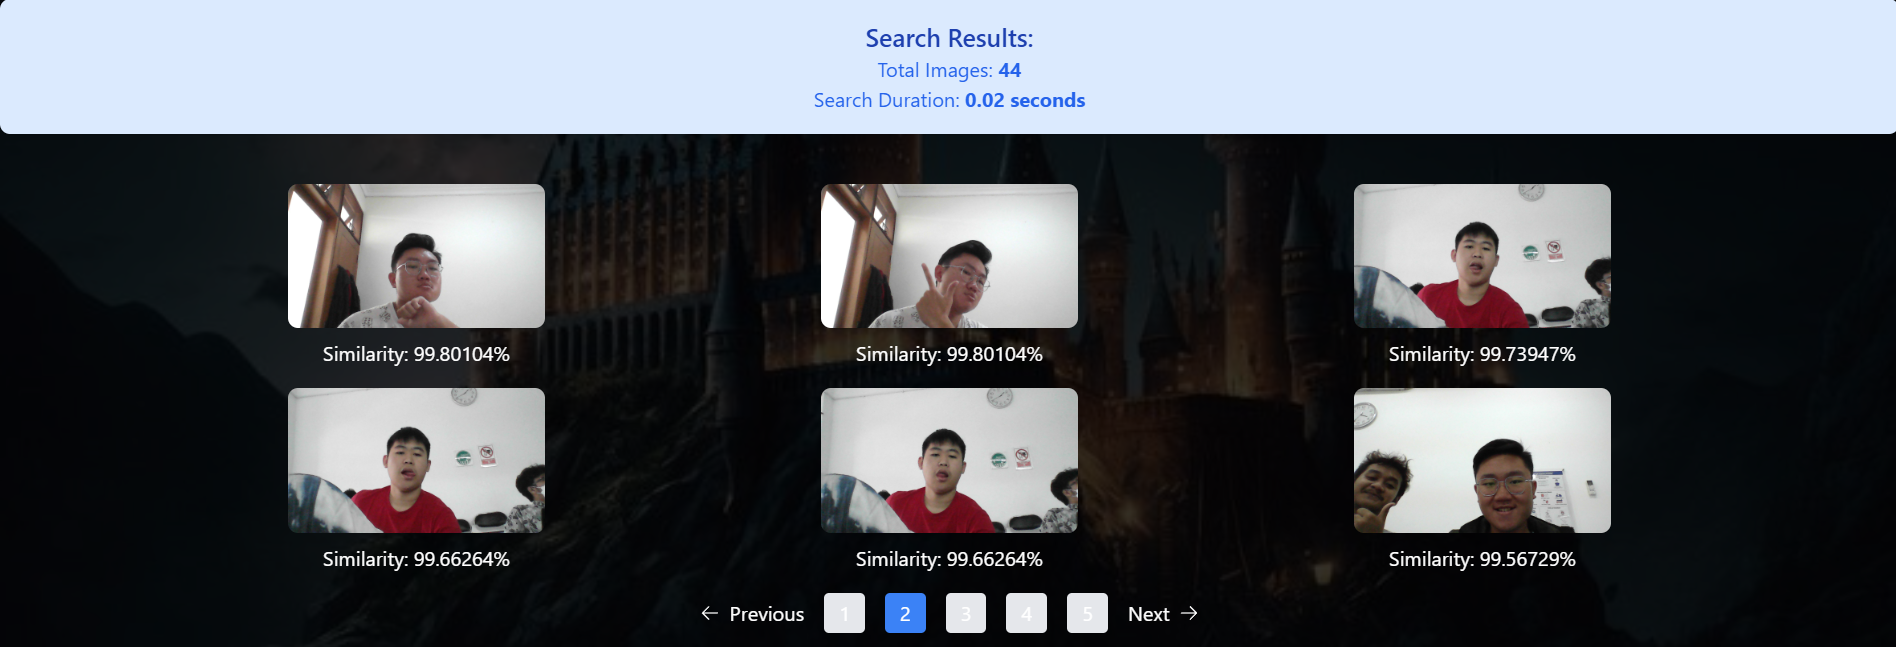 Search Results:
Total Images: 44
Search Duration: 0.02 seconds
Similarity: 99.80104%
Similarity: 99.80104%
Similarity: 99.73947%
Similarity: 99.66264%
Similarity: 99.66264%
Similarity: 99.56729%
← Previous 1 2 3 4 5 Next →